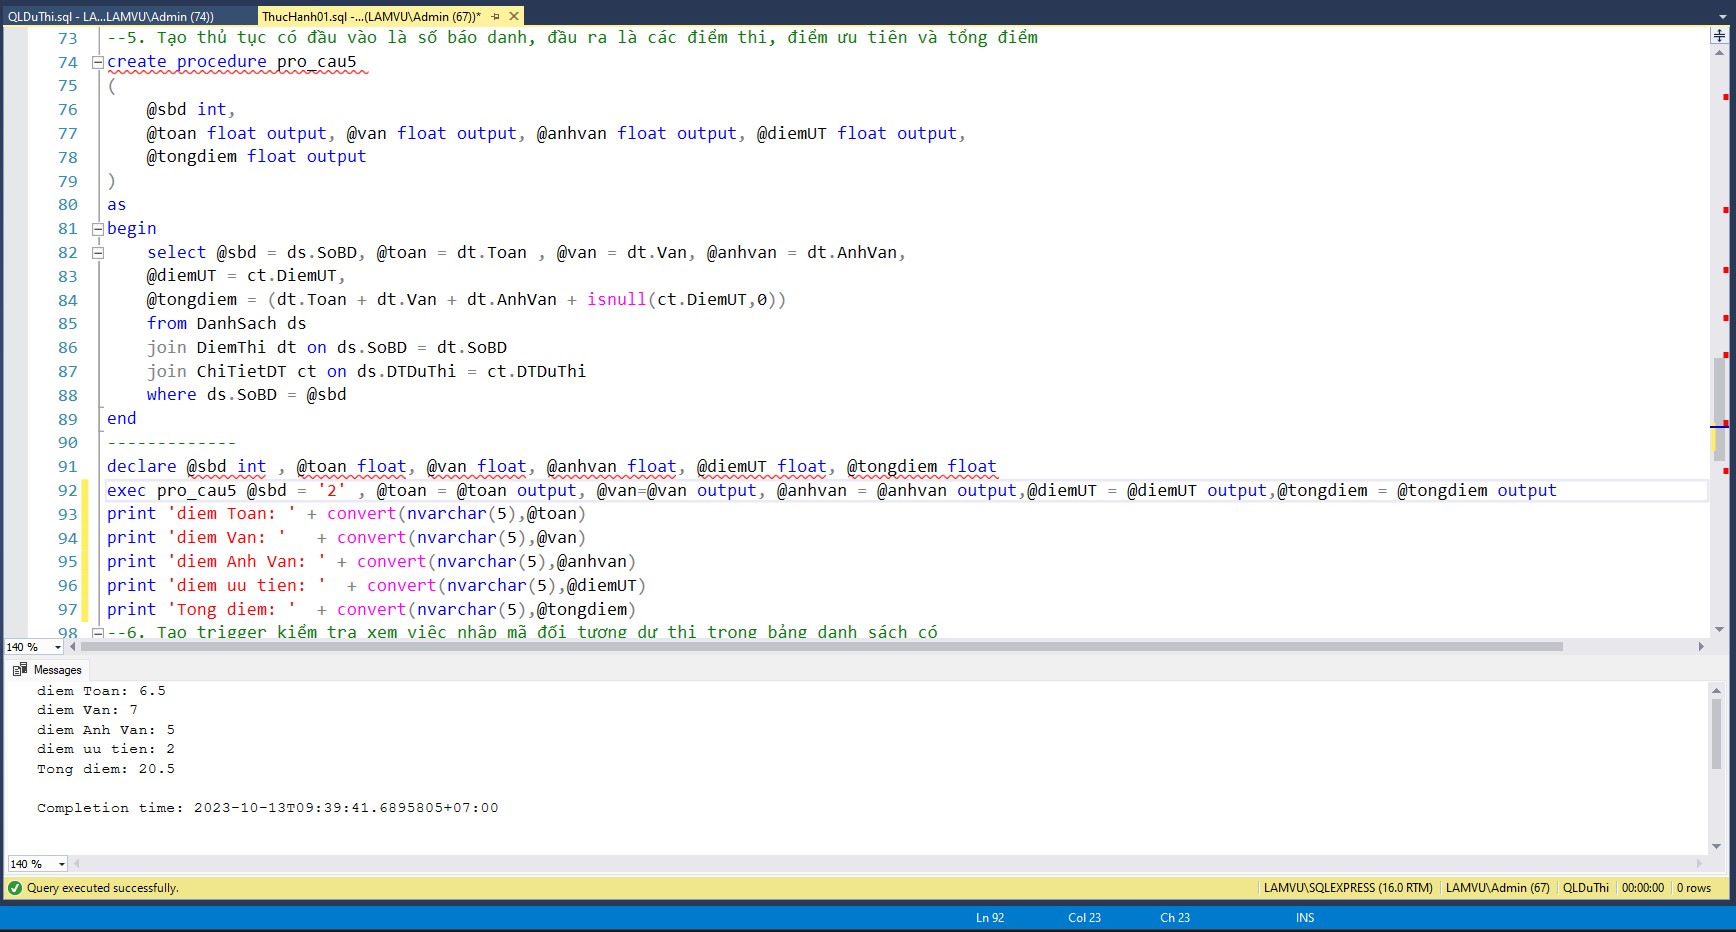 QLDuThi.sql - LA...LAMVU\Admin (74))
ThucHanh01.sql -...(LAMVU\Admin (67))*
73 --5. Tạo thủ tục có đầu vào là số báo danh, đầu ra là các điểm thi, điểm ưu tiên và tổng điểm
74 create procedure pro_cau5
75 (
76 @sbd int,
77 @toan float output, @van float output, @anhvan float output, @diemUT float output,
78 @tongdiem float output
79 )
80 as
81 begin
82 select @sbd = ds.SoBD, @toan = dt.Toan , @van = dt.Van, @anhvan = dt.AnhVan,
83 @diemUT = ct.DiemUT,
84 @tongdiem = (dt.Toan + dt.Van + dt.AnhVan + isnull(ct.DiemUT,0))
85 from DanhSach ds
86 join DiemThi dt on ds.SoBD = dt.SoBD
87 join ChiTietDT ct on ds.DTDuThi = ct.DTDuThi
88 where ds.SoBD = @sbd
89 end
90 -------------
91 declare @sbd int , @toan float, @van float, @anhvan float, @diemUT float, @tongdiem float
92 exec pro_cau5 @sbd = '2' , @toan = @toan output, @van=@van output, @anhvan = @anhvan output,@diemUT = @diemUT output,@tongdiem = @tongdiem output
93 print 'diem Toan: ' + convert(nvarchar(5),@toan)
94 print 'diem Van: '   + convert(nvarchar(5),@van)
95 print 'diem Anh Van: ' + convert(nvarchar(5),@anhvan)
96 print 'diem uu tien: '  + convert(nvarchar(5),@diemUT)
97 print 'Tong diem: '  + convert(nvarchar(5),@tongdiem)
98 --6. Tạo trigger kiểm tra xem việc nhập mã đối tượng dự thi trong bảng danh sách có
140 %
Messages
diem Toan: 6.5
diem Van: 7
diem Anh Van: 5
diem uu tien: 2
Tong diem: 20.5
Completion time: 2023-10-13T09:39:41.6895805+07:00
140 %
Query executed successfully.
LAMVU\SQLEXPRESS (16.0 RTM)
LAMVU\Admin (67)
QLDuThi
00:00:00
0 rows
Ln 92
Col 23
Ch 23
INS